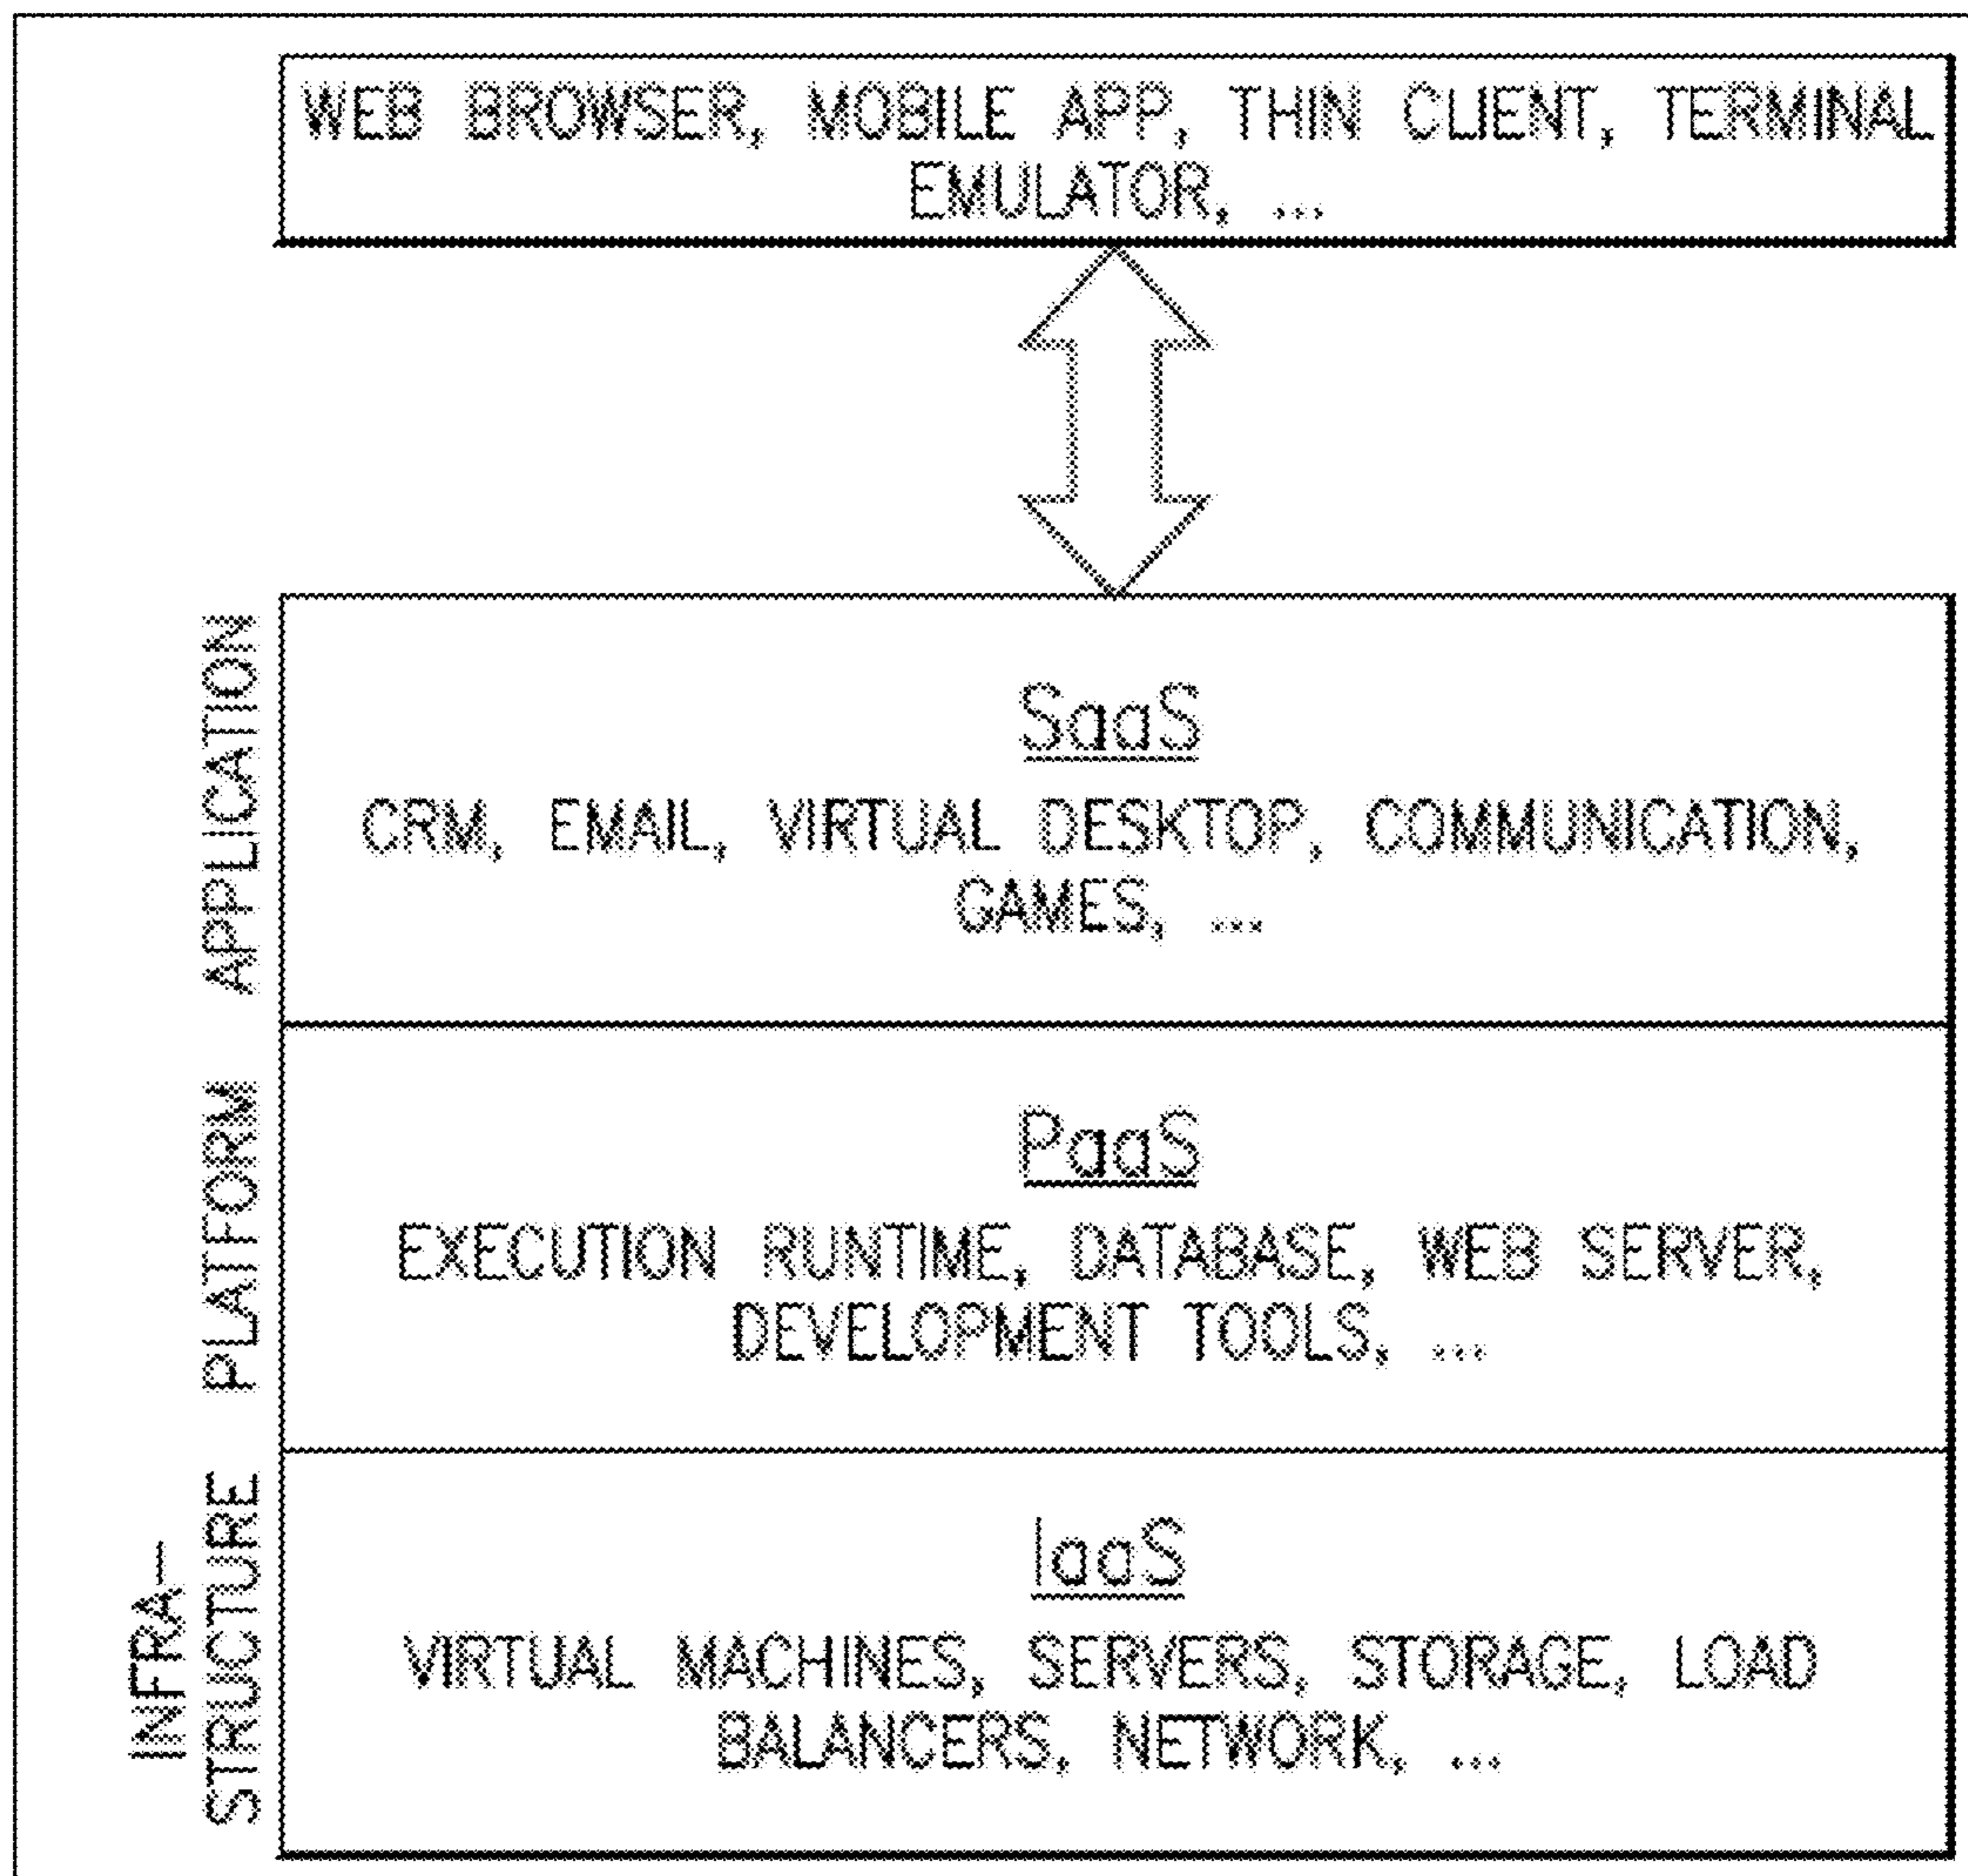 WEB BROWSER, MOBILE APP, THIN CLIENT, TERMINAL
EMULATOR, ...
APPLICATION
SaaS
CRM, EMAIL, VIRTUAL DESKTOP, COMMUNICATION,
GAMES, ...
PLATFORM
PaaS
EXECUTION RUNTIME, DATABASE, WEB SERVER,
DEVELOPMENT TOOLS, ...
INFRA-
STRUCTURE
IaaS
VIRTUAL MACHINES, SERVERS, STORAGE, LOAD
BALANCERS, NETWORK, ...